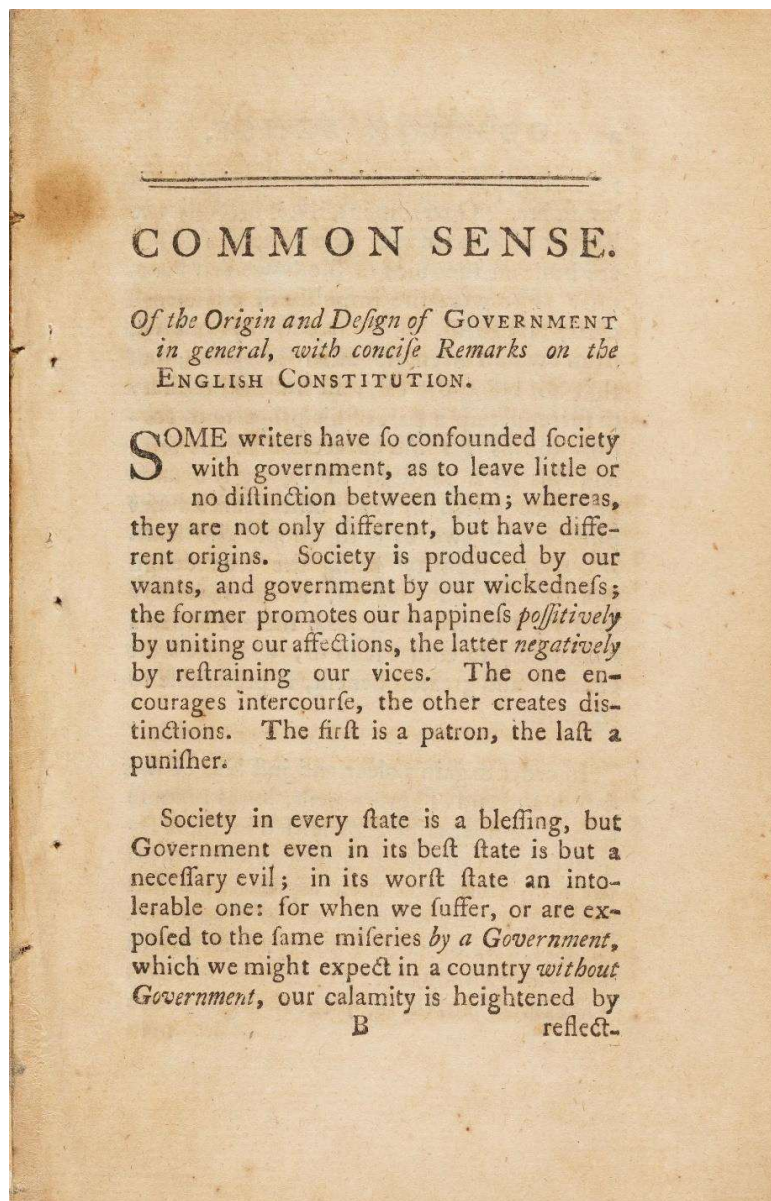 COMMON SENSE.
Of the Origin and Deſign of GOVERNMENT
in general, with conciſe Remarks on the
ENGLISH CONSTITUTION.
SOME writers have ſo confounded ſociety
with government, as to leave little or
no diſtinction between them; whereas,
they are not only different, but have diffe-
rent origins. Society is produced by our
wants, and government by our wickedneſs;
the former promotes our happineſs poſſitively
by uniting our affections, the latter negatively
by reſtraining our vices. The one en-
courages intercourſe, the other creates dis-
tinctions. The firſt is a patron, the laſt a
puniſher.
Society in every ſtate is a bleſſing, but
Government even in its beſt ſtate is but a
neceſſary evil; in its worſt ſtate an into-
lerable one: for when we ſuffer, or are ex-
poſed to the ſame miſeries by a Government,
which we might expect in a country without
Government, our calamity is heightened by
B reflect-